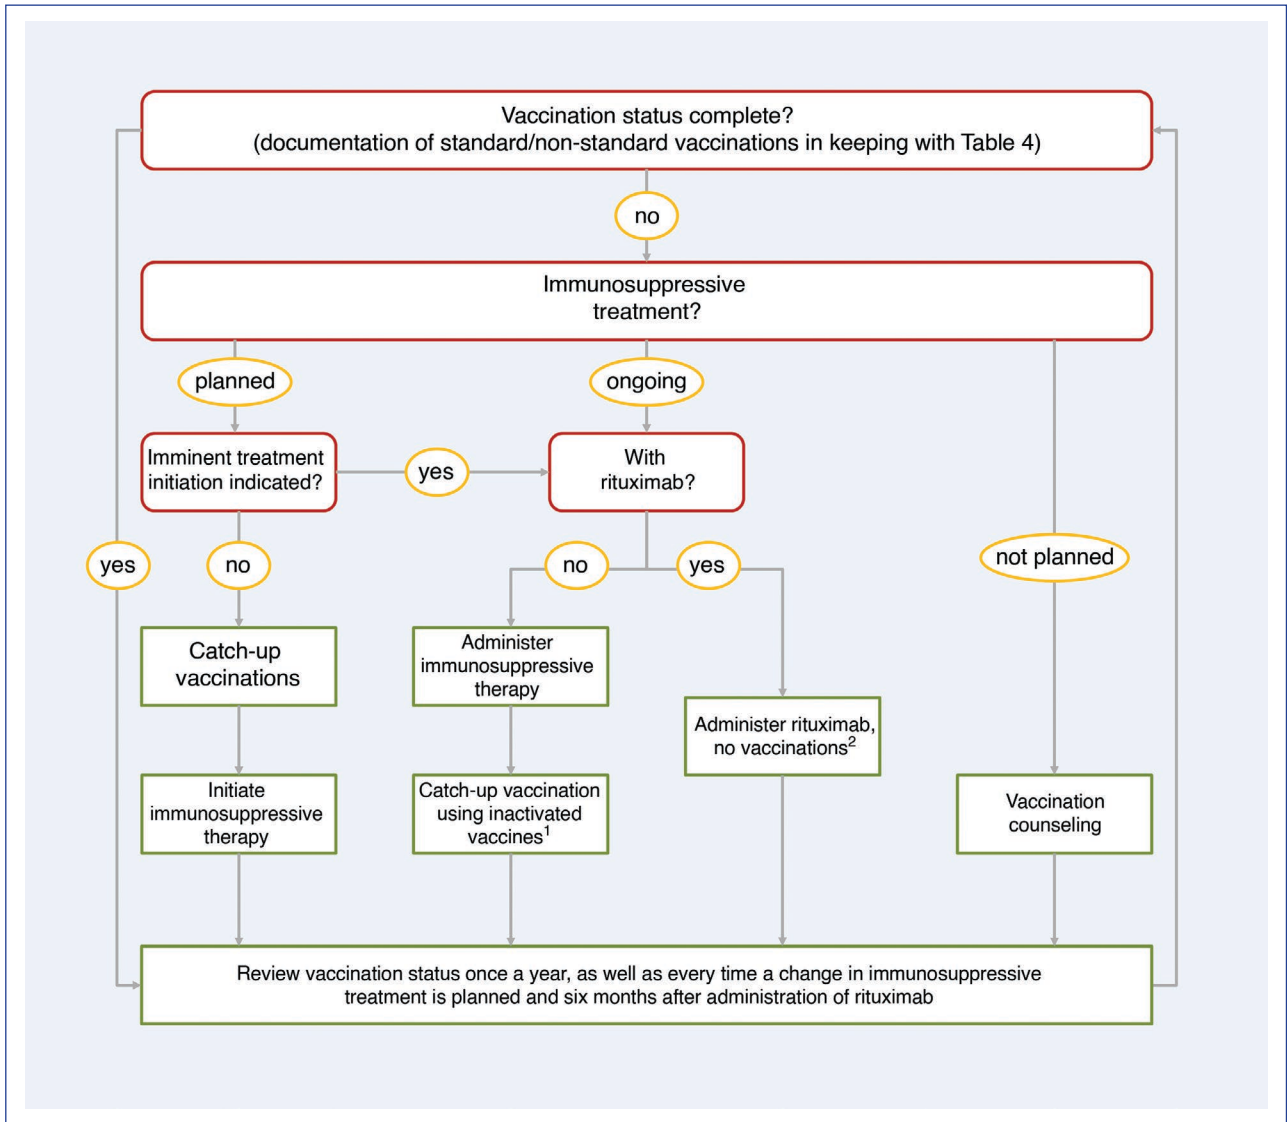 Vaccination status complete?
(documentation of standard/non-standard vaccinations in keeping with Table 4)
no
Immunosuppressive
treatment?
planned
ongoing
Imminent treatment
initiation indicated?
yes
With
rituximab?
yes
no
no
yes
not planned
Catch-up
vaccinations
Administer
immunosuppressive
therapy
Administer rituximab,
no vaccinations²
Initiate
immunosuppressive
therapy
Catch-up vaccination
using inactivated
vaccines¹
Vaccination
counseling
Review vaccination status once a year, as well as every time a change in immunosuppressive
treatment is planned and six months after administration of rituximab